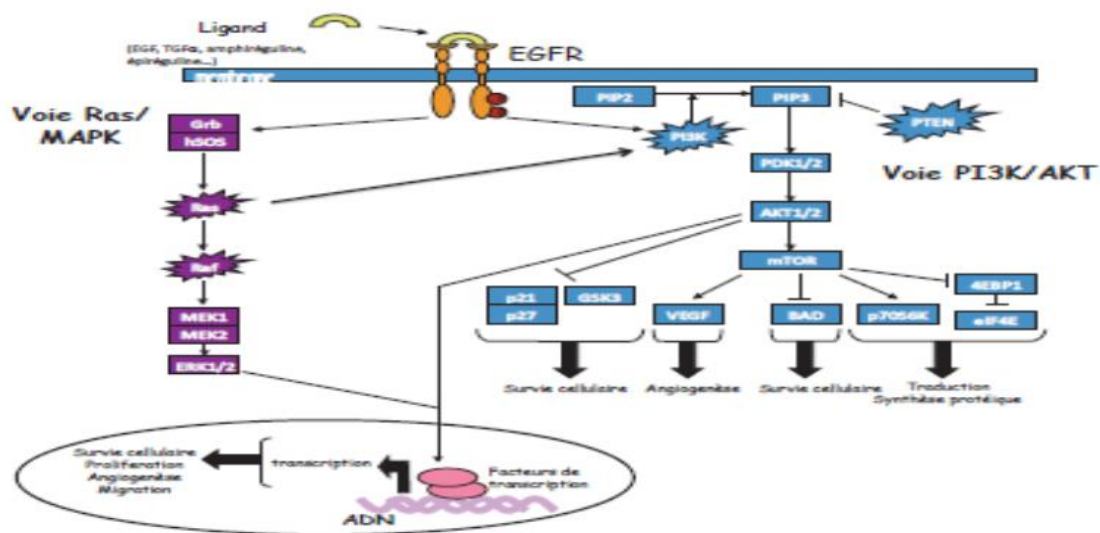 Ligand
(EGF, TGFα, amphiréguline,
épiréguline...)
EGFR
membrane
Voie Ras/
MAPK
Grb
hSOS
Ras
Raf
MEK1
MEK2
ERK1/2
PIP2
PIP3
PI3K
PTEN
Voie PI3K/AKT
PDK1/2
AKT1/2
mTOR
p21
p27
GSK3
VEGF
BAD
p70S6K
4EBP1
eIF4E
Survie cellulaire
Angiogenèse
Survie cellulaire
Traduction
Synthèse protéique
Survie cellulaire
Proliferation
Angiogenèse
Migration
transcription
Facteurs de
transcription
ADN